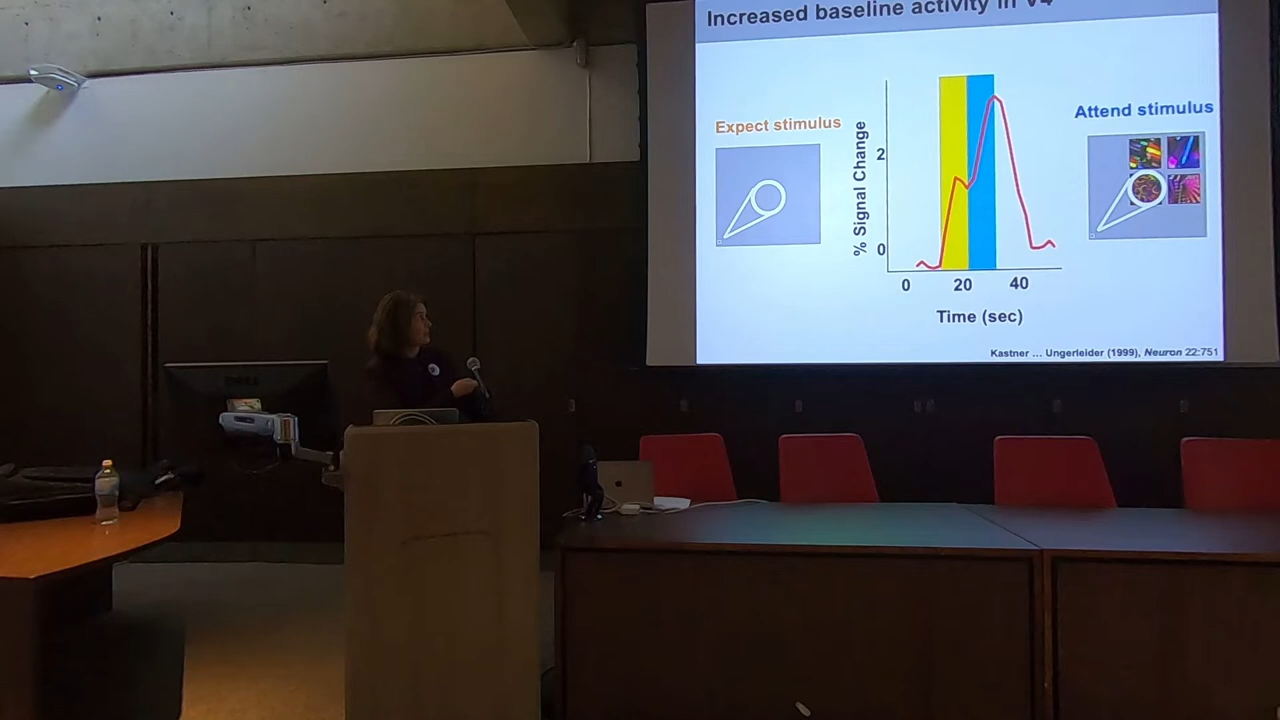 Increased baseline activity in V4
Expect stimulus
Attend stimulus
% Signal Change
2
0
0 20 40
Time (sec)
Kastner ... Ungerleider (1999), Neuron 22:751
DELL